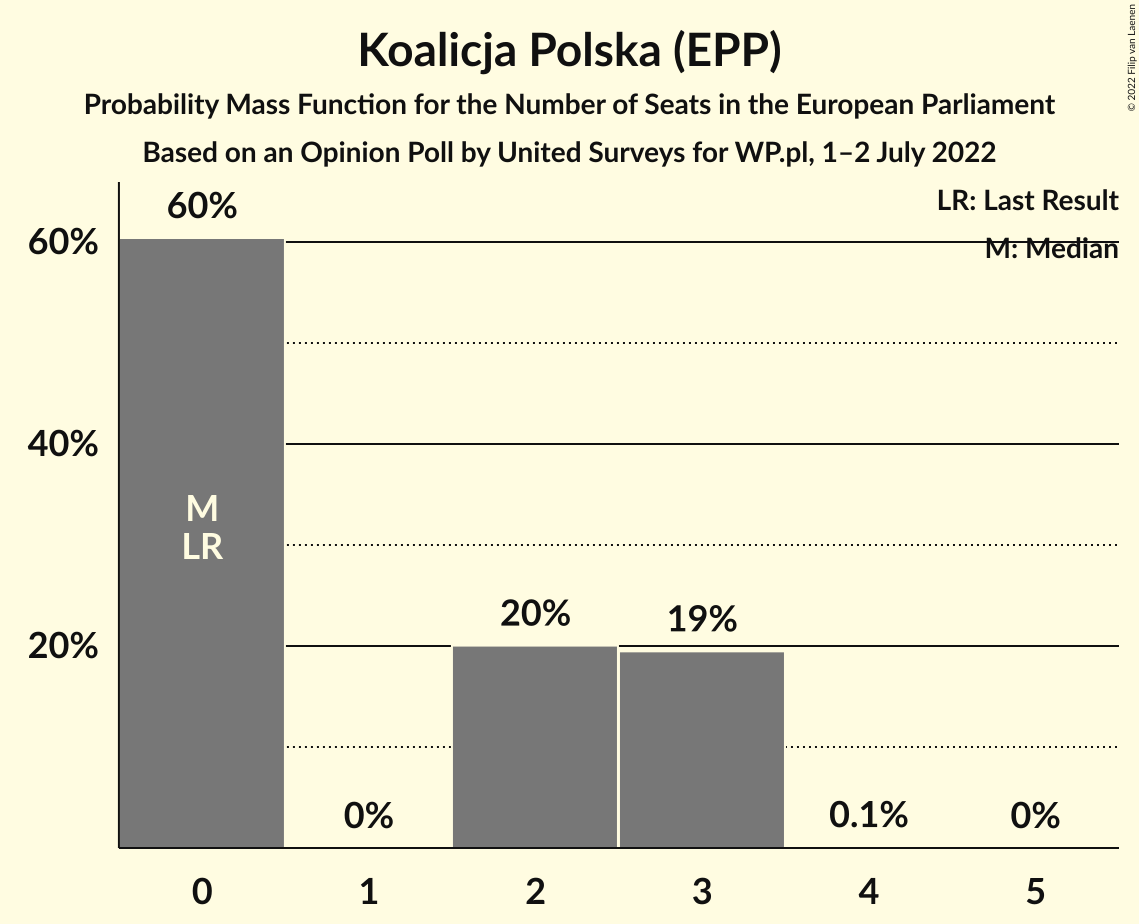 Koalicja Polska (EPP)
Probability Mass Function for the Number of Seats in the European Parliament
Based on an Opinion Poll by United Surveys for WP.pl, 1–2 July 2022
© 2022 Filip van Laenen
LR: Last Result
M: Median
60%
60%
40%
20%
M
LR
0%
20%
19%
0.1%
0%
0
1
2
3
4
5